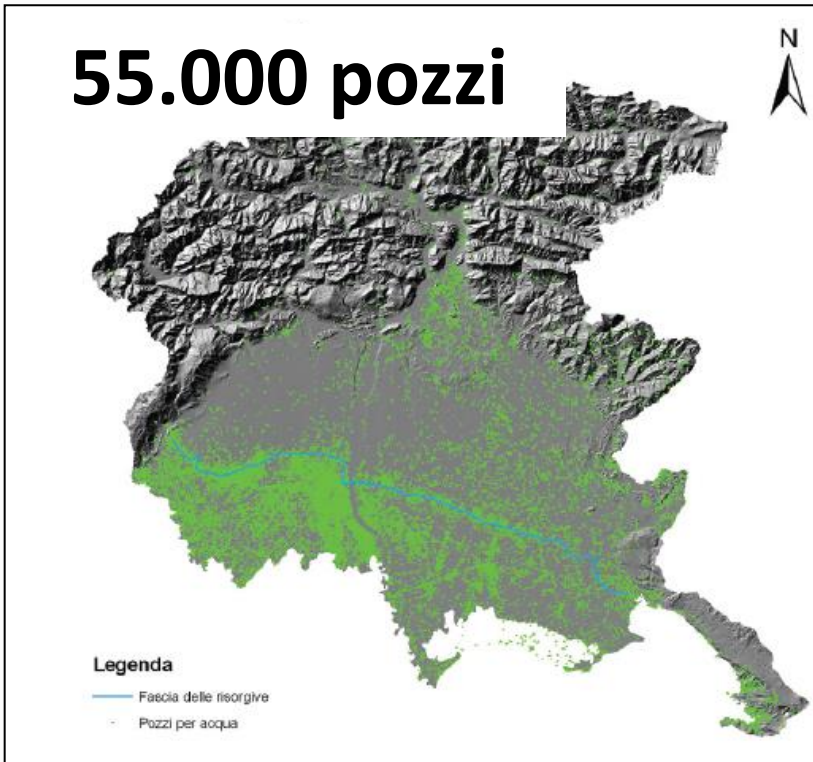 55.000 pozzi
N
Legenda
Fascia delle risorgive
Pozzi per acqua